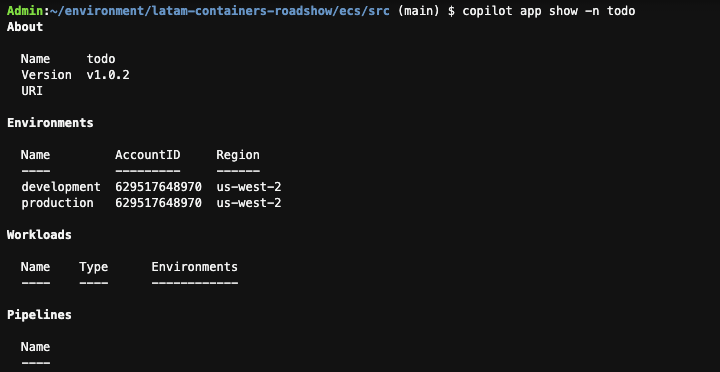 Admin:~/environment/latam-containers-roadshow/ecs/src (main) $ copilot app show -n todo
About

  Name     todo
  Version  v1.0.2
  URI

Environments

  Name         AccountID     Region
  ----         ---------     ------
  development  629517648970  us-west-2
  production   629517648970  us-west-2

Workloads

  Name    Type      Environments
  ----    ----      ------------

Pipelines

  Name
  ----